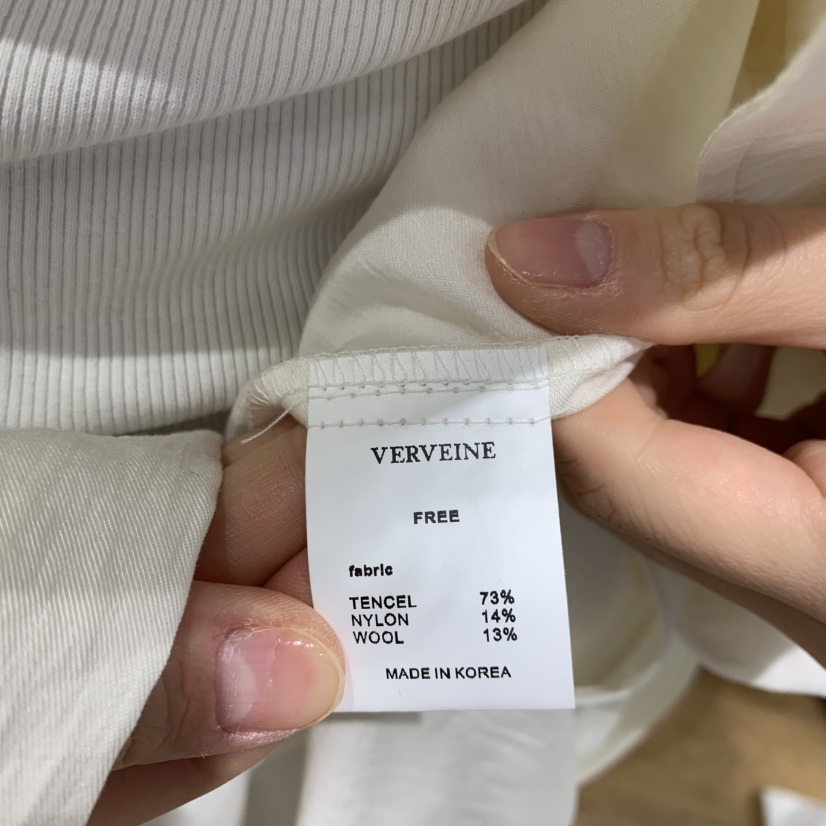 VERVEINE
FREE
fabric
TENCEL 73%
NYLON 14%
WOOL 13%
MADE IN KOREA